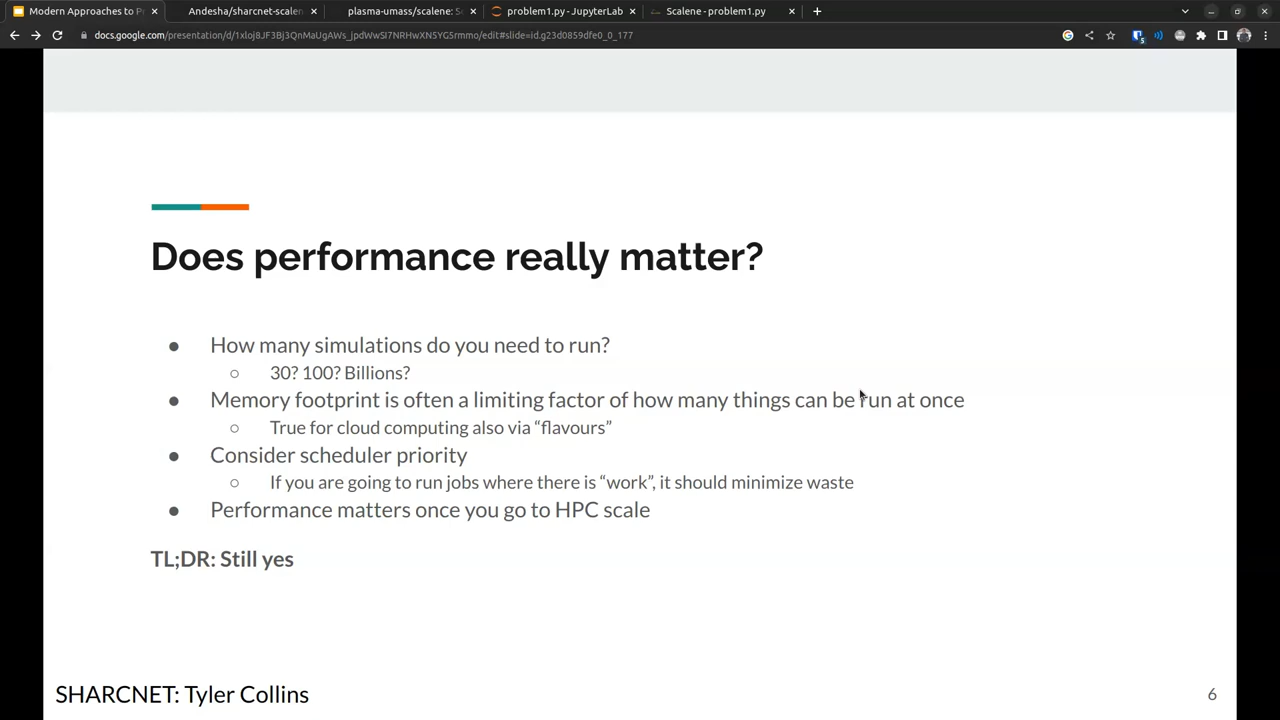 Modern Approaches to P
Andesha/sharcnet-scalen
plasma-umass/scalene: S
problem1.py - JupyterLab
Scalene - problem1.py
docs.google.com/presentation/d/1xloj8JF3Bj3QnMaUgAWs_jpdWwSI7NRHwXN5YG5rmmo/edit#slide=id.g23d0859dfe0_0_177
Does performance really matter?
● How many simulations do you need to run?
○ 30? 100? Billions?
● Memory footprint is often a limiting factor of how many things can be run at once
○ True for cloud computing also via “flavours”
● Consider scheduler priority
○ If you are going to run jobs where there is “work”, it should minimize waste
● Performance matters once you go to HPC scale
TL;DR: Still yes
SHARCNET: Tyler Collins
6